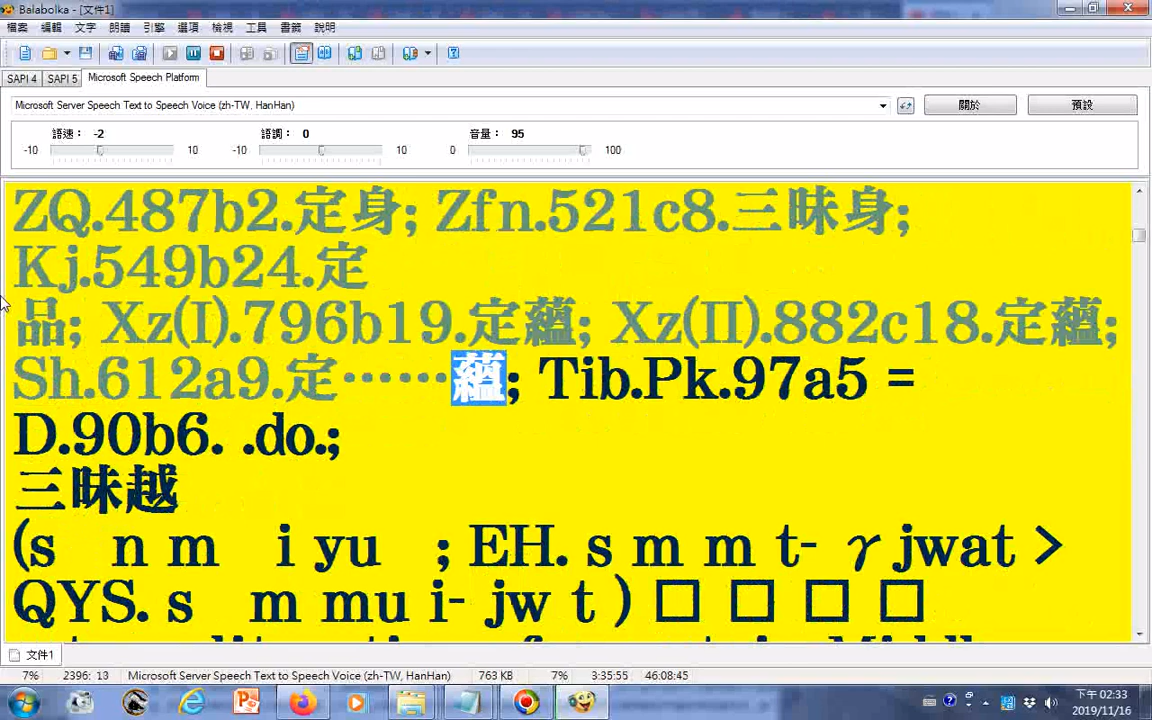 Balabolka - [文件1]
檔案 編輯 文字 朗讀 引擎 選項 檢視 工具 書籤 說明
SAPI 4 SAPI 5 Microsoft Speech Platform
Microsoft Server Speech Text to Speech Voice (zh-TW, HanHan) 關於 預設
語速： -2 語調： 0 音量： 95
-10 10 -10 10 0 100
ZQ.487b2.定身; Zfn.521c8.三昧身;
Kj.549b24.定
品; Xz(I).796b19.定蘊; Xz(II).882c18.定蘊;
Sh.612a9.定……蘊; Tib.Pk.97a5 =
D.90b6. .do.;
三昧越
(s n m i yu ; EH. s m m t- γ jwat >
QYS. s m mu i- jw t ) □ □ □ □
文件1
7% 2396: 13 Microsoft Server Speech Text to Speech Voice (zh-TW, HanHan) 763 KB 7% 3:35:55 46:08:45
下午 02:33
2019/11/16